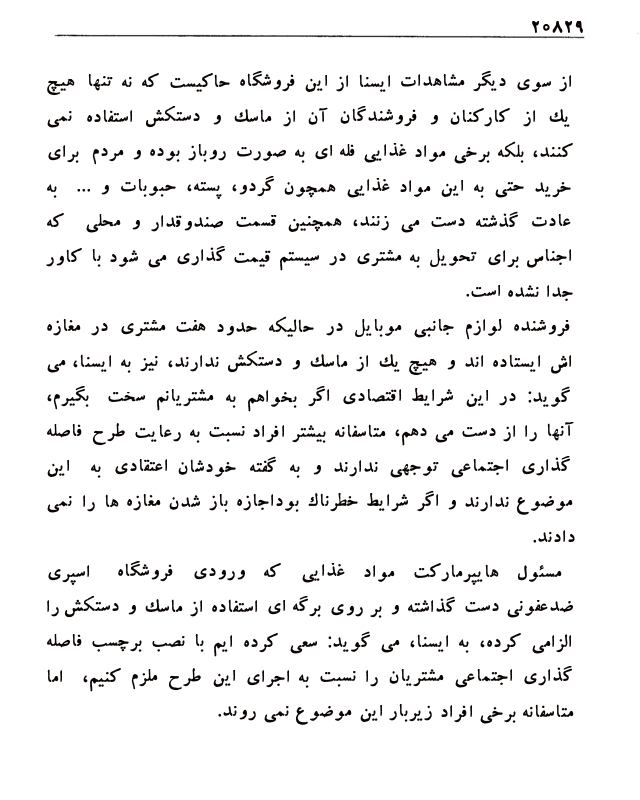 ۲۰۸۲۹
از سوی دیگر مشاهدات ایسنا از این فروشگاه حاکیست که نه تنها هیچ
یك از کارکنان و فروشندگان آن از ماسك و دستکش استفاده نمی
کنند، بلکه برخی مواد غذایی فله ای به صورت روباز بوده و مردم برای
خرید حتی به این مواد غذایی همچون گردو، پسته، حبوبات و ... به
عادت گذشته دست می زنند، همچنین قسمت صندوقدار و محلی که
اجناس برای تحویل به مشتری در سیستم قیمت گذاری می شود با کاور
جدا نشده است.
فروشنده لوازم جانبی موبایل در حالیکه حدود هفت مشتری در مغازه
اش ایستاده اند و هیچ یك از ماسك و دستکش ندارند، نیز به ایسنا، می
گوید: در این شرایط اقتصادی اگر بخواهم به مشتریانم سخت بگیرم،
آنها را از دست می دهم، متاسفانه بیشتر افراد نسبت به رعایت طرح فاصله
گذاری اجتماعی توجهی ندارند و به گفته خودشان اعتقادی به این
موضوع ندارند و اگر شرایط خطرناك بوداجازه باز شدن مغازه ها را نمی
دادند.
مسئول هایپرمارکت مواد غذایی که ورودی فروشگاه اسپری
ضدعفونی دست گذاشته و بر روی برگه ای استفاده از ماسك و دستکش را
الزامی کرده، به ایسنا، می گوید: سعی کرده ایم با نصب برچسب فاصله
گذاری اجتماعی مشتریان را نسبت به اجرای این طرح ملزم کنیم، اما
متاسفانه برخی افراد زیربار این موضوع نمی روند.